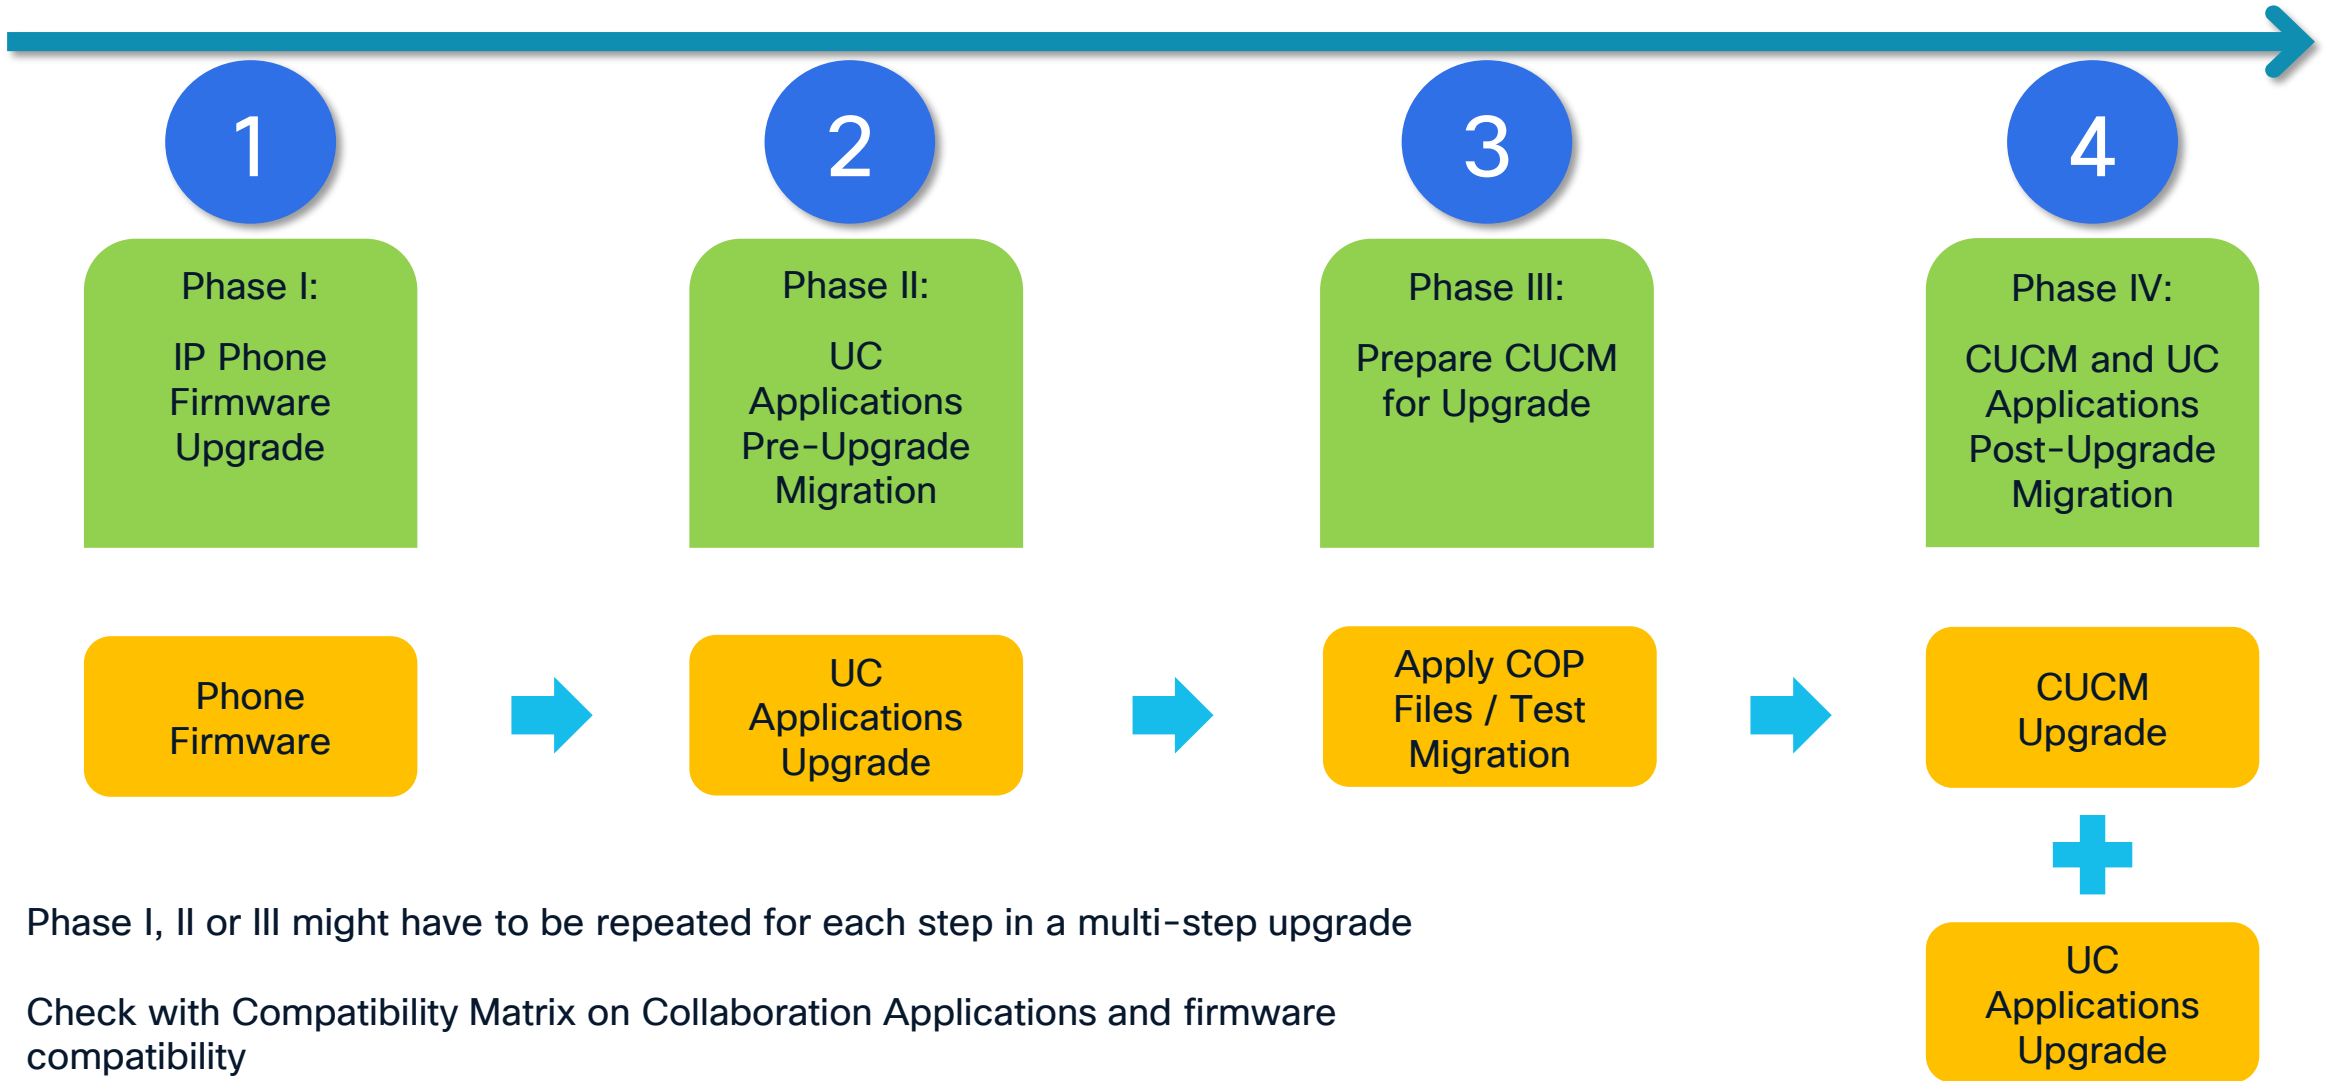 1
2
3
4
Phase I:
IP Phone
Firmware
Upgrade
Phase II:
UC
Applications
Pre-Upgrade
Migration
Phase III:
Prepare CUCM
for Upgrade
Phase IV:
CUCM and UC
Applications
Post-Upgrade
Migration
Phone
Firmware
UC
Applications
Upgrade
Apply COP
Files / Test
Migration
CUCM
Upgrade
UC
Applications
Upgrade
Phase I, II or III might have to be repeated for each step in a multi-step upgrade
Check with Compatibility Matrix on Collaboration Applications and firmware
compatibility